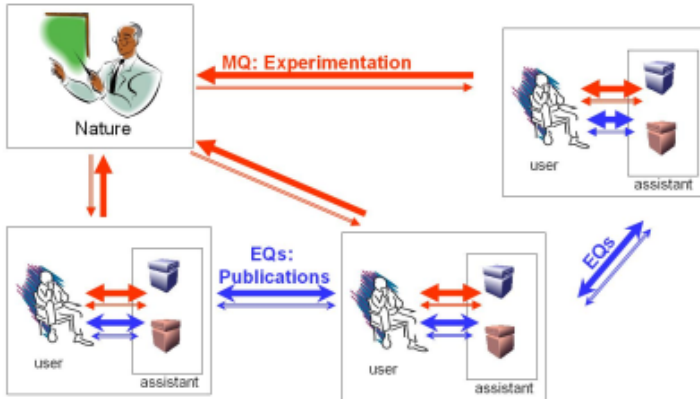 MQ: Experimentation
Nature
user
assistant
EQs:
Publications
EQs
user
assistant
user
assistant